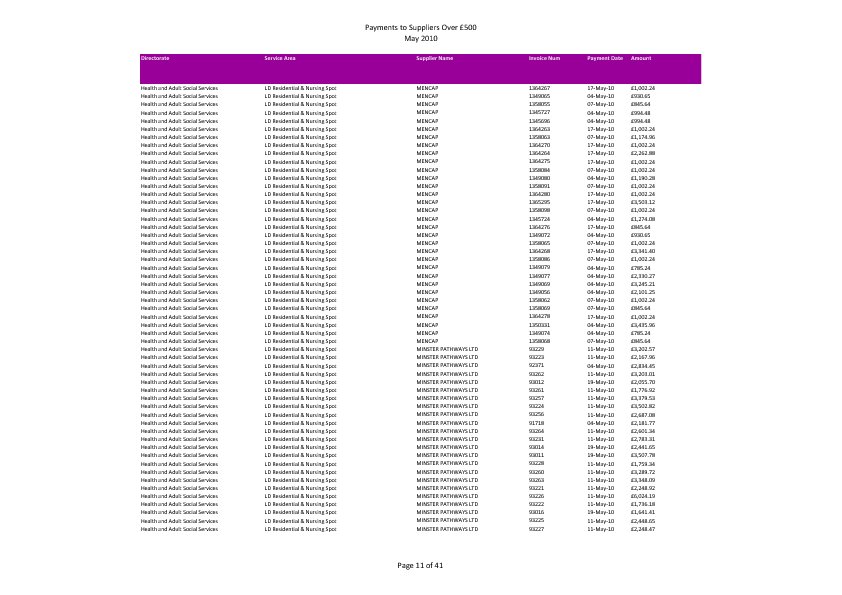 Payments to Suppliers Over £500
May 2010
Directorate Service Area Supplier Name Invoice Num Payment Date Amount
Health and Adult Social Services LD Residential & Nursing Spot MENCAP 1364267 17-May-10 £1,002.24
Health and Adult Social Services LD Residential & Nursing Spot MENCAP 1349065 04-May-10 £930.65
Health and Adult Social Services LD Residential & Nursing Spot MENCAP 1358055 07-May-10 £845.64
Health and Adult Social Services LD Residential & Nursing Spot MENCAP 1345727 04-May-10 £994.48
Health and Adult Social Services LD Residential & Nursing Spot MENCAP 1345696 04-May-10 £994.48
Health and Adult Social Services LD Residential & Nursing Spot MENCAP 1364263 17-May-10 £1,002.24
Health and Adult Social Services LD Residential & Nursing Spot MENCAP 1358063 07-May-10 £1,174.96
Health and Adult Social Services LD Residential & Nursing Spot MENCAP 1364270 17-May-10 £1,002.24
Health and Adult Social Services LD Residential & Nursing Spot MENCAP 1364264 17-May-10 £2,262.88
Health and Adult Social Services LD Residential & Nursing Spot MENCAP 1364275 17-May-10 £1,002.24
Health and Adult Social Services LD Residential & Nursing Spot MENCAP 1358084 07-May-10 £1,002.24
Health and Adult Social Services LD Residential & Nursing Spot MENCAP 1349080 04-May-10 £1,190.28
Health and Adult Social Services LD Residential & Nursing Spot MENCAP 1358091 07-May-10 £1,002.24
Health and Adult Social Services LD Residential & Nursing Spot MENCAP 1364280 17-May-10 £1,002.24
Health and Adult Social Services LD Residential & Nursing Spot MENCAP 1365295 17-May-10 £3,503.12
Health and Adult Social Services LD Residential & Nursing Spot MENCAP 1358098 07-May-10 £1,002.24
Health and Adult Social Services LD Residential & Nursing Spot MENCAP 1345724 04-May-10 £1,274.08
Health and Adult Social Services LD Residential & Nursing Spot MENCAP 1364276 17-May-10 £845.64
Health and Adult Social Services LD Residential & Nursing Spot MENCAP 1349072 04-May-10 £930.65
Health and Adult Social Services LD Residential & Nursing Spot MENCAP 1358065 07-May-10 £1,002.24
Health and Adult Social Services LD Residential & Nursing Spot MENCAP 1364268 17-May-10 £3,341.40
Health and Adult Social Services LD Residential & Nursing Spot MENCAP 1358086 07-May-10 £1,002.24
Health and Adult Social Services LD Residential & Nursing Spot MENCAP 1349079 04-May-10 £785.24
Health and Adult Social Services LD Residential & Nursing Spot MENCAP 1349077 04-May-10 £2,330.27
Health and Adult Social Services LD Residential & Nursing Spot MENCAP 1349069 04-May-10 £3,245.21
Health and Adult Social Services LD Residential & Nursing Spot MENCAP 1349056 04-May-10 £2,101.25
Health and Adult Social Services LD Residential & Nursing Spot MENCAP 1358062 07-May-10 £1,002.24
Health and Adult Social Services LD Residential & Nursing Spot MENCAP 1358069 07-May-10 £845.64
Health and Adult Social Services LD Residential & Nursing Spot MENCAP 1364278 17-May-10 £1,002.24
Health and Adult Social Services LD Residential & Nursing Spot MENCAP 1350331 04-May-10 £3,435.96
Health and Adult Social Services LD Residential & Nursing Spot MENCAP 1349074 04-May-10 £785.24
Health and Adult Social Services LD Residential & Nursing Spot MENCAP 1358068 07-May-10 £845.64
Health and Adult Social Services LD Residential & Nursing Spot MINSTER PATHWAYS LTD 93229 11-May-10 £3,202.57
Health and Adult Social Services LD Residential & Nursing Spot MINSTER PATHWAYS LTD 93223 11-May-10 £2,167.96
Health and Adult Social Services LD Residential & Nursing Spot MINSTER PATHWAYS LTD 92371 04-May-10 £2,834.45
Health and Adult Social Services LD Residential & Nursing Spot MINSTER PATHWAYS LTD 93262 11-May-10 £3,203.01
Health and Adult Social Services LD Residential & Nursing Spot MINSTER PATHWAYS LTD 93012 19-May-10 £2,055.70
Health and Adult Social Services LD Residential & Nursing Spot MINSTER PATHWAYS LTD 93261 11-May-10 £1,776.92
Health and Adult Social Services LD Residential & Nursing Spot MINSTER PATHWAYS LTD 93257 11-May-10 £3,379.53
Health and Adult Social Services LD Residential & Nursing Spot MINSTER PATHWAYS LTD 93224 11-May-10 £3,502.82
Health and Adult Social Services LD Residential & Nursing Spot MINSTER PATHWAYS LTD 93256 11-May-10 £2,687.08
Health and Adult Social Services LD Residential & Nursing Spot MINSTER PATHWAYS LTD 91718 04-May-10 £2,181.77
Health and Adult Social Services LD Residential & Nursing Spot MINSTER PATHWAYS LTD 93264 11-May-10 £2,601.34
Health and Adult Social Services LD Residential & Nursing Spot MINSTER PATHWAYS LTD 93231 11-May-10 £2,783.31
Health and Adult Social Services LD Residential & Nursing Spot MINSTER PATHWAYS LTD 93014 19-May-10 £2,441.65
Health and Adult Social Services LD Residential & Nursing Spot MINSTER PATHWAYS LTD 93011 19-May-10 £3,507.78
Health and Adult Social Services LD Residential & Nursing Spot MINSTER PATHWAYS LTD 93228 11-May-10 £1,759.34
Health and Adult Social Services LD Residential & Nursing Spot MINSTER PATHWAYS LTD 93260 11-May-10 £3,289.72
Health and Adult Social Services LD Residential & Nursing Spot MINSTER PATHWAYS LTD 93263 11-May-10 £3,348.09
Health and Adult Social Services LD Residential & Nursing Spot MINSTER PATHWAYS LTD 93221 11-May-10 £2,248.92
Health and Adult Social Services LD Residential & Nursing Spot MINSTER PATHWAYS LTD 93226 11-May-10 £6,024.19
Health and Adult Social Services LD Residential & Nursing Spot MINSTER PATHWAYS LTD 93222 11-May-10 £1,736.18
Health and Adult Social Services LD Residential & Nursing Spot MINSTER PATHWAYS LTD 93016 19-May-10 £1,641.41
Health and Adult Social Services LD Residential & Nursing Spot MINSTER PATHWAYS LTD 93225 11-May-10 £2,448.65
Health and Adult Social Services LD Residential & Nursing Spot MINSTER PATHWAYS LTD 93227 11-May-10 £2,248.47
Page 11 of 41